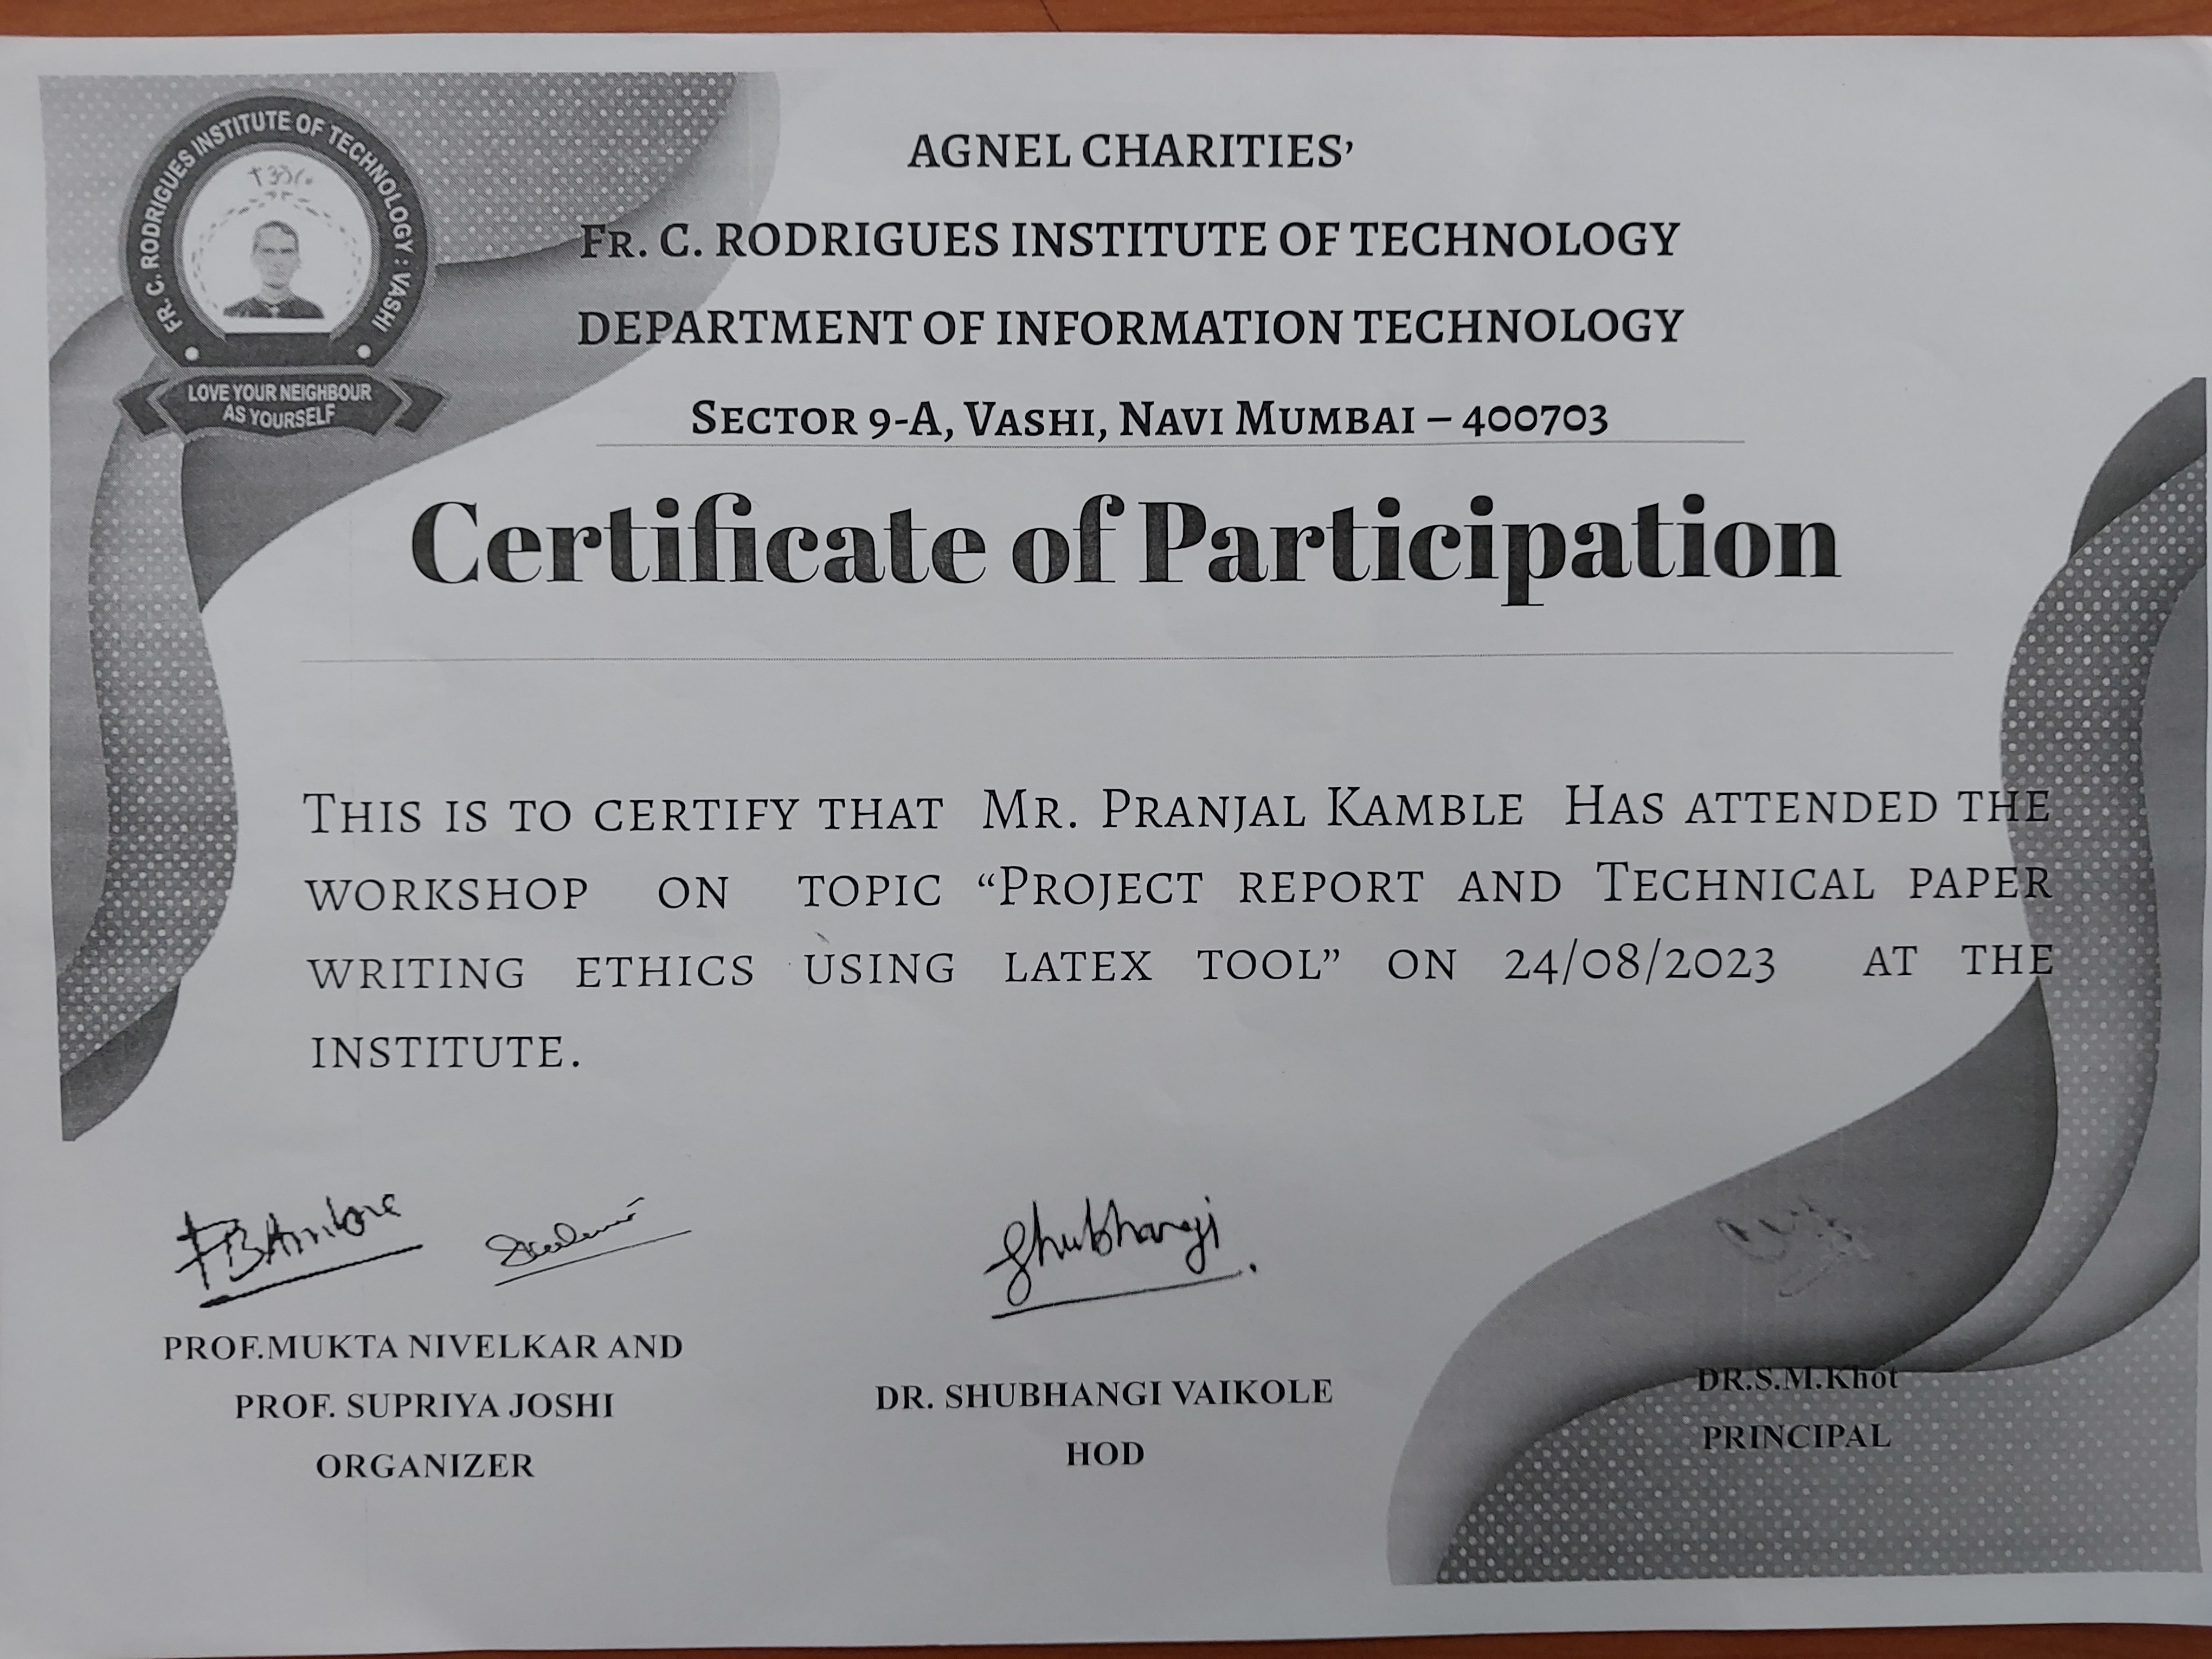 AGNEL CHARITIES'
FR. C. RODRIGUES INSTITUTE OF TECHNOLOGY
DEPARTMENT OF INFORMATION TECHNOLOGY
SECTOR 9-A, VASHI, NAVI MUMBAI – 400703
FR. C. RODRIGUES INSTITUTE OF TECHNOLOGY : VASHI
LOVE YOUR NEIGHBOUR
AS YOURSELF
Certificate of Participation
THIS IS TO CERTIFY THAT MR. PRANJAL KAMBLE HAS ATTENDED THE
WORKSHOP ON TOPIC “PROJECT REPORT AND TECHNICAL PAPER
WRITING ETHICS USING LATEX TOOL” ON 24/08/2023 AT THE
INSTITUTE.
Shubhangi
PROF.MUKTA NIVELKAR AND
PROF. SUPRIYA JOSHI
ORGANIZER
DR. SHUBHANGI VAIKOLE
HOD
DR.S.M.Khot
PRINCIPAL